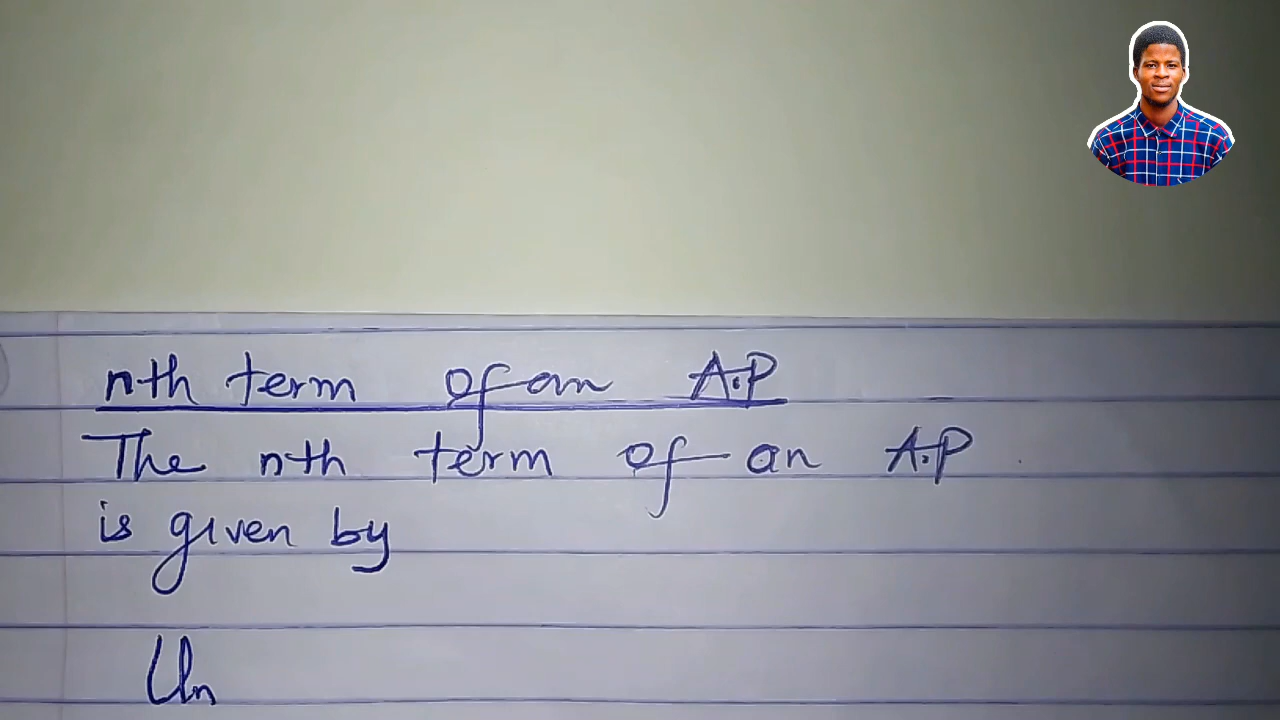 nth term of an A.P
The nth term of an A.P
is given by
Un